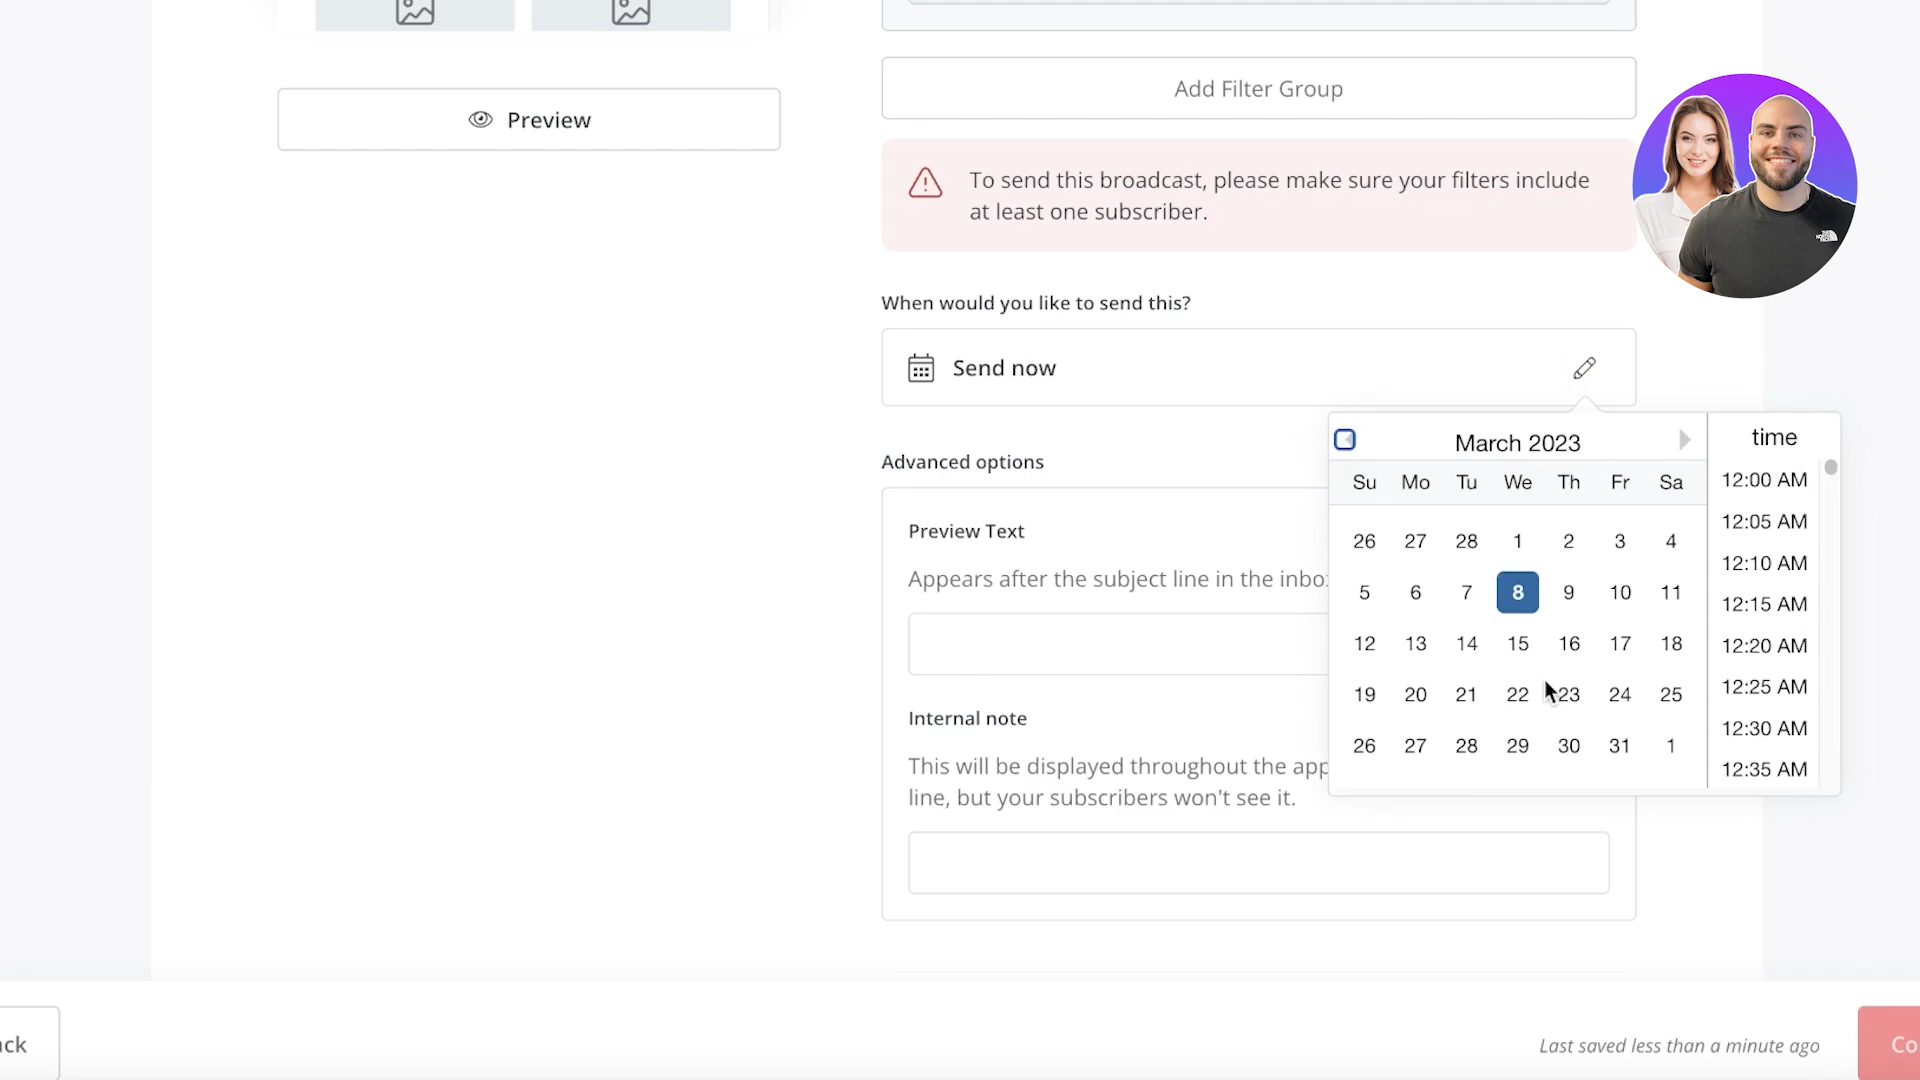 Preview
Add Filter Group
To send this broadcast, please make sure your filters include
at least one subscriber.
THE
NORTH
FACE
When would you like to send this?
Send now
Advanced options
Preview Text
Appears after the subject line in the inbo
Internal note
This will be displayed throughout the app
line, but your subscribers won't see it.
March 2023
time
Su Mo Tu We Th Fr Sa
26 27 28 1 2 3 4
5 6 7 8 9 10 11
12 13 14 15 16 17 18
19 20 21 22 23 24 25
26 27 28 29 30 31 1
12:00 AM
12:05 AM
12:10 AM
12:15 AM
12:20 AM
12:25 AM
12:30 AM
12:35 AM
ack
Last saved less than a minute ago
Co